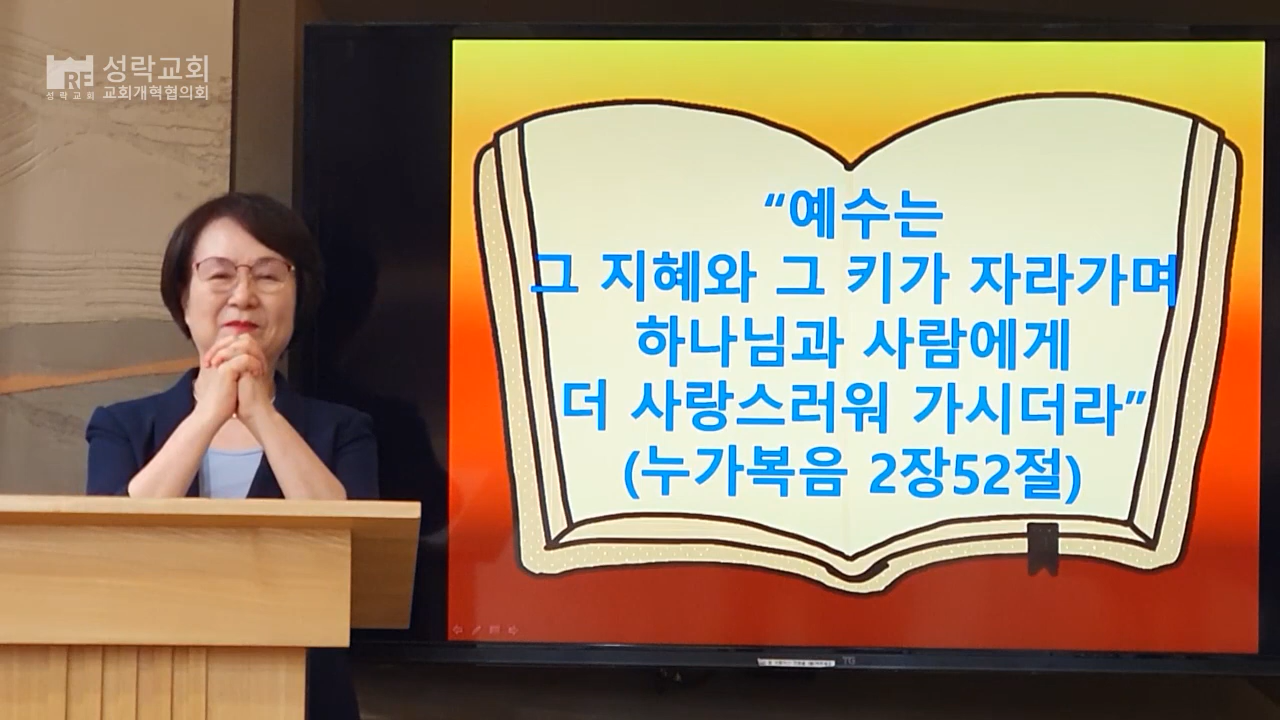 성락교회
교회개혁협의회
RE
성락교회
“예수는
그 지혜와 그 키가 자라가며
하나님과 사람에게
더 사랑스러워 가시더라”
(누가복음 2장52절)